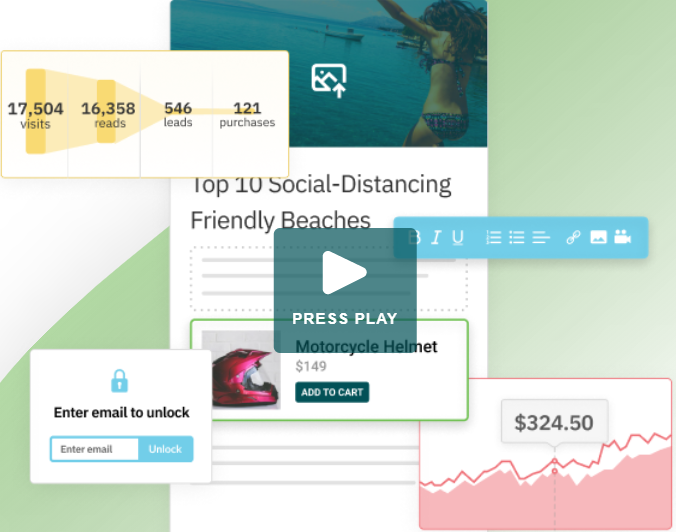 17,504 16,358 546 121
visits reads leads purchases
Top 10 Social-Distancing
Friendly Beaches
B I U
PRESS PLAY
Motorcycle Helmet
$149
ADD TO CART
Enter email to unlock
Enter email Unlock
$324.50